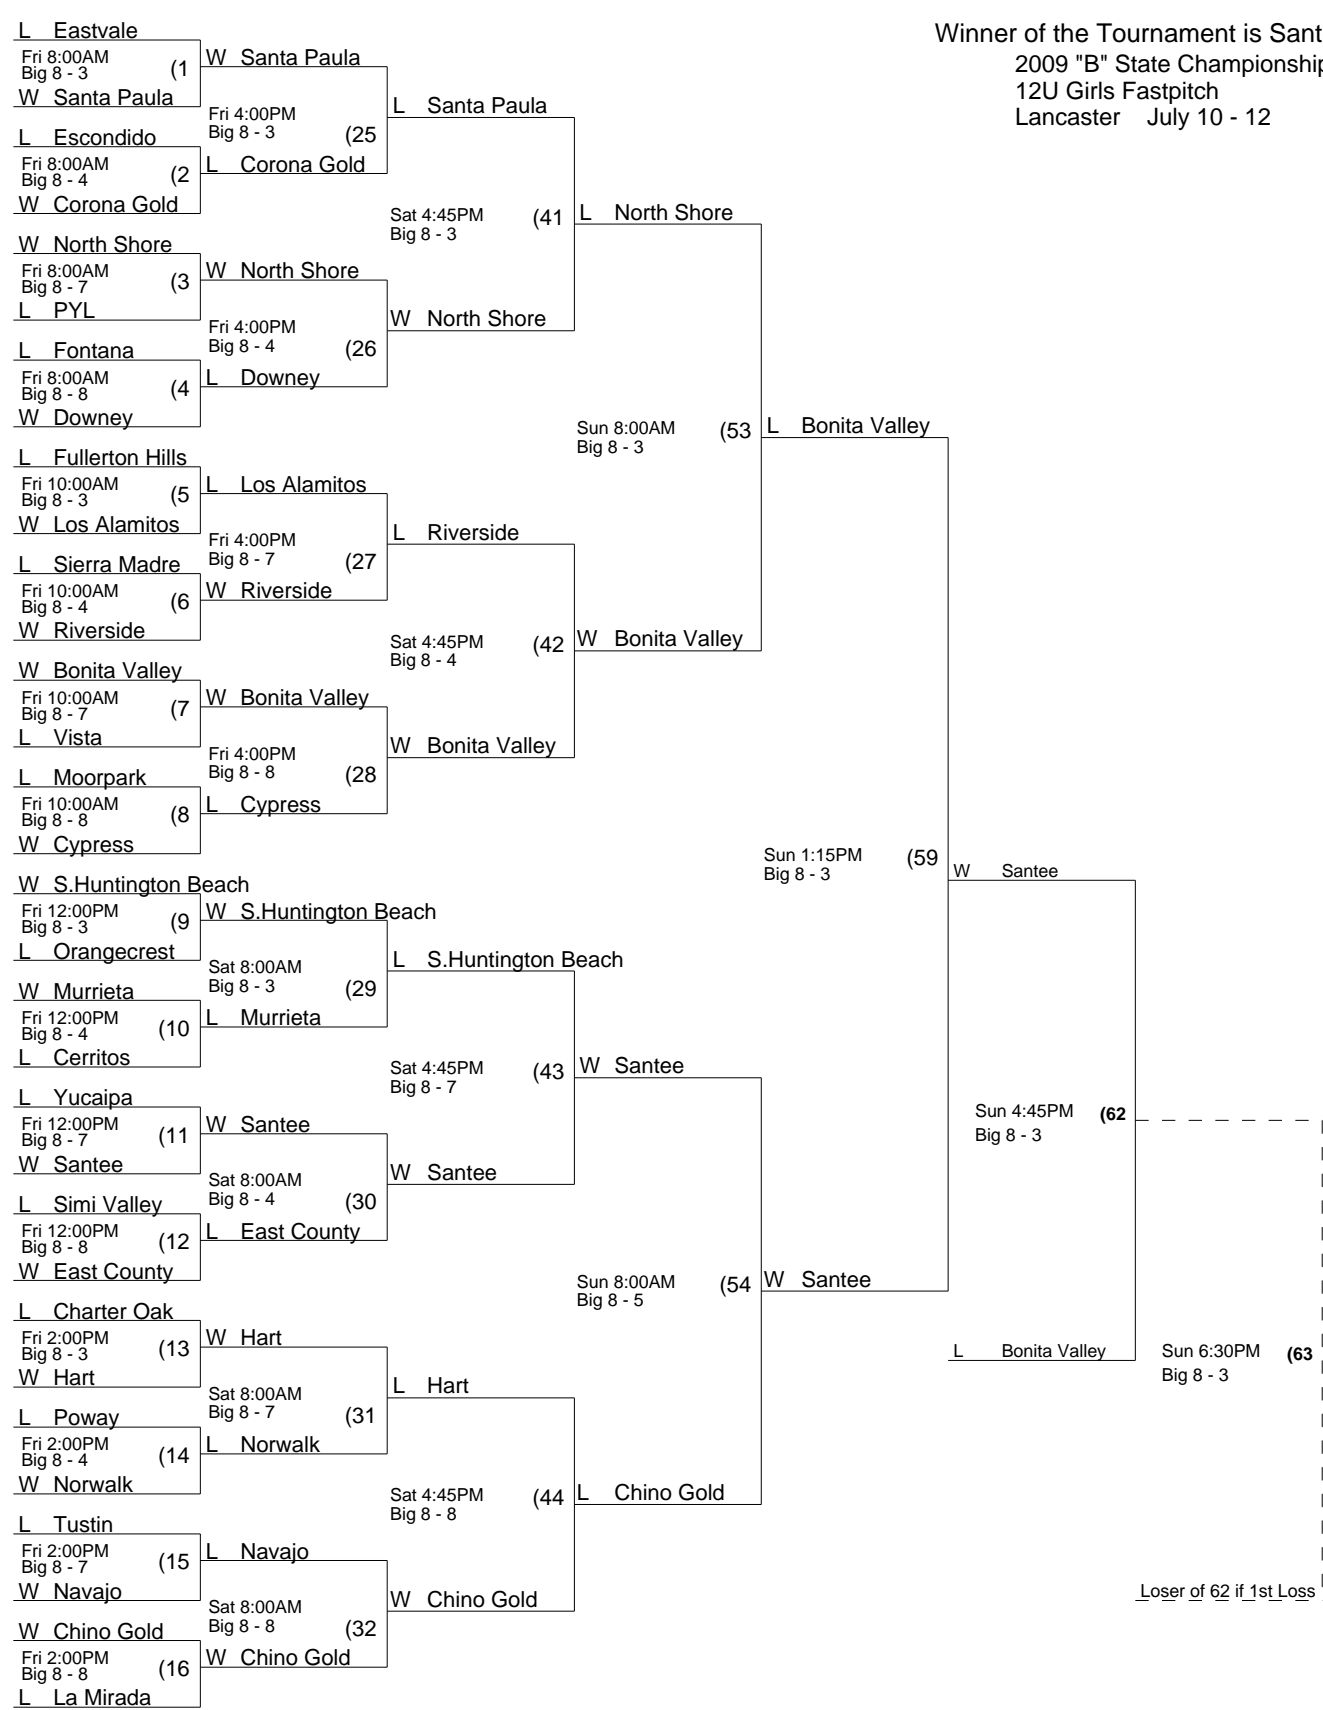 Winner of the Tournament is Sant
2009 "B" State Championship
12U Girls Fastpitch
Lancaster July 10 - 12
L Eastvale
Fri 8:00AM
Big 8 - 3 (1
W Santa Paula
L Escondido
Fri 8:00AM
Big 8 - 4 (2
W Corona Gold
W North Shore
Fri 8:00AM
Big 8 - 7 (3
L PYL
L Fontana
Fri 8:00AM
Big 8 - 8 (4
W Downey
L Fullerton Hills
Fri 10:00AM
Big 8 - 3 (5
W Los Alamitos
L Sierra Madre
Fri 10:00AM
Big 8 - 4 (6
W Riverside
W Bonita Valley
Fri 10:00AM
Big 8 - 7 (7
L Vista
L Moorpark
Fri 10:00AM
Big 8 - 8 (8
W Cypress
W S.Huntington Beach
Fri 12:00PM
Big 8 - 3 (9
L Orangecrest
W Murrieta
Fri 12:00PM
Big 8 - 4 (10
L Cerritos
L Yucaipa
Fri 12:00PM
Big 8 - 7 (11
W Santee
L Simi Valley
Fri 12:00PM
Big 8 - 8 (12
W East County
L Charter Oak
Fri 2:00PM
Big 8 - 3 (13
W Hart
L Poway
Fri 2:00PM
Big 8 - 4 (14
W Norwalk
L Tustin
Fri 2:00PM
Big 8 - 7 (15
W Navajo
W Chino Gold
Fri 2:00PM
Big 8 - 8 (16
L La Mirada
W Santa Paula
Fri 4:00PM
Big 8 - 3 (25
L Corona Gold
W North Shore
Fri 4:00PM
Big 8 - 4 (26
L Downey
L Los Alamitos
Fri 4:00PM
Big 8 - 7 (27
W Riverside
W Bonita Valley
Fri 4:00PM
Big 8 - 8 (28
L Cypress
W S.Huntington Beach
Sat 8:00AM
Big 8 - 3 (29
L Murrieta
W Santee
Sat 8:00AM
Big 8 - 4 (30
L East County
W Hart
Sat 8:00AM
Big 8 - 7 (31
L Norwalk
L Navajo
Sat 8:00AM
Big 8 - 8 (32
W Chino Gold
L Santa Paula
Sat 4:45PM
Big 8 - 3 (41
W North Shore
L Riverside
Sat 4:45PM
Big 8 - 4 (42
W Bonita Valley
L S.Huntington Beach
Sat 4:45PM
Big 8 - 7 (43
W Santee
L Hart
Sat 4:45PM
Big 8 - 8 (44
W Chino Gold
L North Shore
Sun 8:00AM
Big 8 - 3 (53
W Bonita Valley
W Santee
Sun 8:00AM
Big 8 - 5 (54
L Chino Gold
L Bonita Valley
Sun 1:15PM
Big 8 - 3 (59
W Santee
W Santee
Sun 4:45PM (62
Big 8 - 3
L Bonita Valley
Sun 6:30PM (63
Big 8 - 3
Loser of 62 if 1st Loss